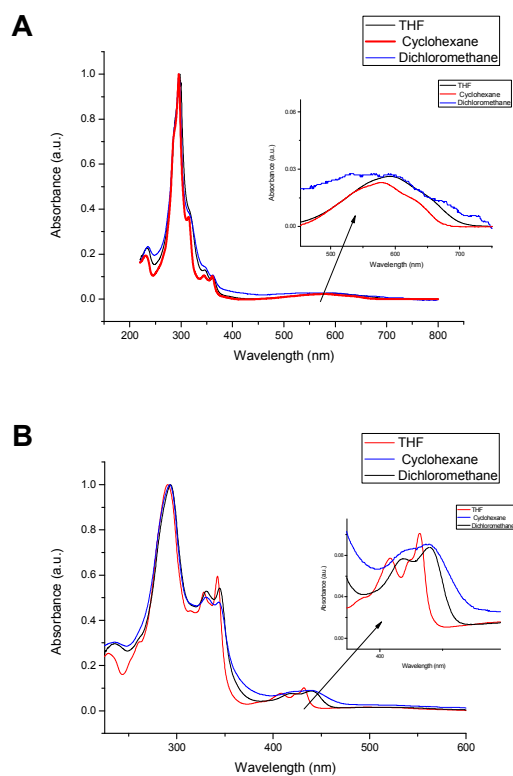 A
THF
Cyclohexane
Dichloromethane
THF
Cyclohexane
Dichloromethane
Absorbance (a.u.)
1.0
0.8
0.6
0.4
0.2
0.0
Absorbance (a.u.)
0.06
0.03
0.00
500
600
700
Wavelength (nm)
200
300
400
500
600
700
800
Wavelength (nm)
B
THF
Cyclohexane
Dichloromethane
THF
Cyclohexane
Dichloromethane
Absorbance (a.u.)
1.0
0.8
0.6
0.4
0.2
0.0
Absorbance (a.u.)
0.08
0.04
0.00
400
Wavelength (nm)
300
400
500
600
Wavelength (nm)